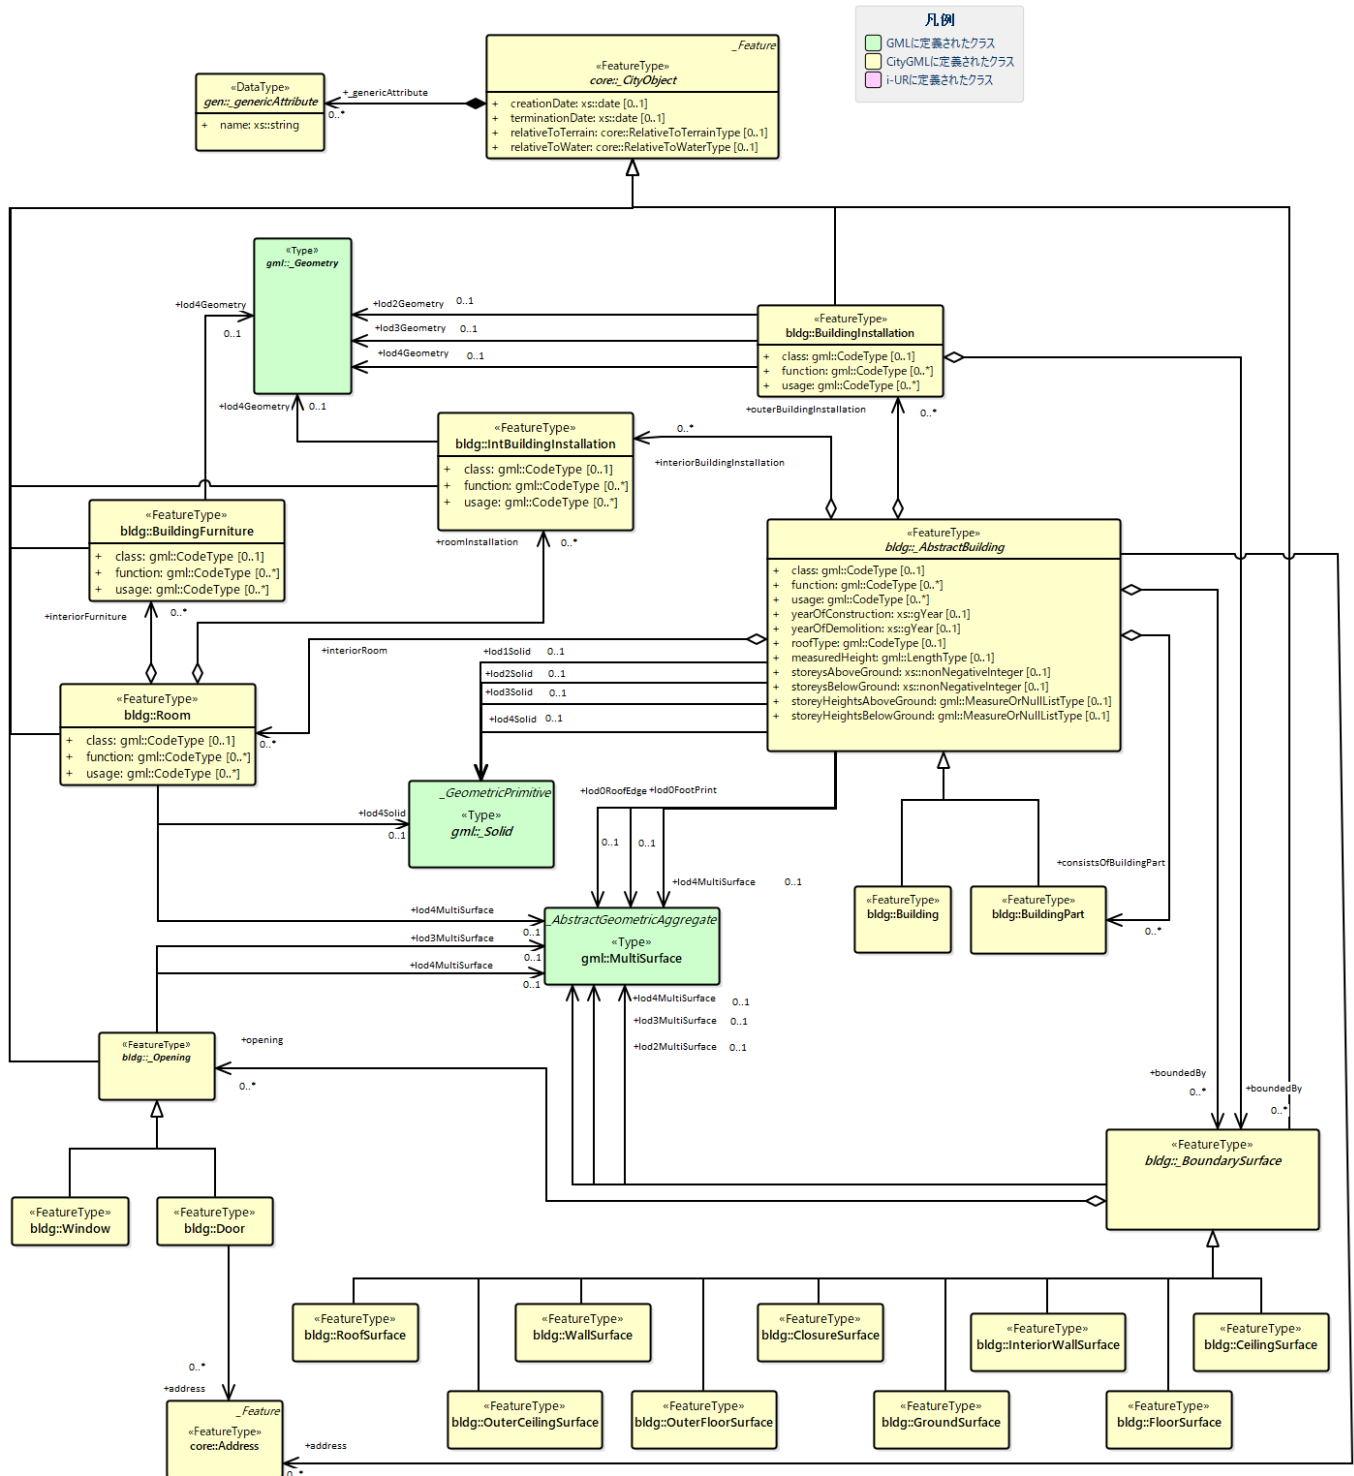 凡例
GMLに定義されたクラス
CityGMLに定義されたクラス
i-URに定義されたクラス
_Feature
«FeatureType»
core::_CityObject
+ creationDate: xs::date [0..1]
+ terminationDate: xs::date [0..1]
+ relativeToTerrain: core::RelativeToTerrainType [0..1]
+ relativeToWater: core::RelativeToWaterType [0..1]
«DataType»
gen::_genericAttribute
+ name: xs::string
+_genericAttribute
0..*
«Type»
gml::_Geometry
+lod4Geometry
0..1
+lod2Geometry 0..1
+lod3Geometry 0..1
+lod4Geometry 0..1
+lod4Geometry 0..1
«FeatureType»
bldg::BuildingInstallation
+ class: gml::CodeType [0..1]
+ function: gml::CodeType [0..*]
+ usage: gml::CodeType [0..*]
+outerBuildingInstallation 0..*
«FeatureType»
bldg::IntBuildingInstallation
+ class: gml::CodeType [0..1]
+ function: gml::CodeType [0..*]
+ usage: gml::CodeType [0..*]
0..*
+interiorBuildingInstallation
+roomInstallation 0..*
«FeatureType»
bldg::BuildingFurniture
+ class: gml::CodeType [0..1]
+ function: gml::CodeType [0..*]
+ usage: gml::CodeType [0..*]
+interiorFurniture 0..*
«FeatureType»
bldg::_AbstractBuilding
+ class: gml::CodeType [0..1]
+ function: gml::CodeType [0..*]
+ usage: gml::CodeType [0..*]
+ yearOfConstruction: xs::gYear [0..1]
+ yearOfDemolition: xs::gYear [0..1]
+ roofType: gml::CodeType [0..1]
+ measuredHeight: gml::LengthType [0..1]
+ storeysAboveGround: xs::nonNegativeInteger [0..1]
+ storeysBelowGround: xs::nonNegativeInteger [0..1]
+ storeyHeightsAboveGround: gml::MeasureOrNullListType [0..1]
+ storeyHeightsBelowGround: gml::MeasureOrNullListType [0..1]
+interiorRoom
0..*
+lod1Solid 0..1
+lod2Solid 0..1
+lod3Solid 0..1
+lod4Solid 0..1
«FeatureType»
bldg::Room
+ class: gml::CodeType [0..1]
+ function: gml::CodeType [0..*]
+ usage: gml::CodeType [0..*]
_GeometricPrimitive
«Type»
gml::_Solid
+lod4Solid
0..1
+lod0RoofEdge +lod0FootPrint
0..1 0..1
+lod4MultiSurface 0..1
+consistsOfBuildingPart
0..*
«FeatureType»
bldg::Building
«FeatureType»
bldg::BuildingPart
_AbstractGeometricAggregate
«Type»
gml::MultiSurface
+lod4MultiSurface
0..1
+lod3MultiSurface
0..1
+lod4MultiSurface
0..1
+lod4MultiSurface 0..1
+lod3MultiSurface 0..1
+lod2MultiSurface 0..1
«FeatureType»
bldg::_Opening
+opening
0..*
+boundedBy
0..*
+boundedBy
0..*
«FeatureType»
bldg::_BoundarySurface
«FeatureType»
bldg::Window
«FeatureType»
bldg::Door
«FeatureType»
bldg::RoofSurface
«FeatureType»
bldg::WallSurface
«FeatureType»
bldg::ClosureSurface
«FeatureType»
bldg::InteriorWallSurface
«FeatureType»
bldg::CeilingSurface
«FeatureType»
bldg::OuterCeilingSurface
«FeatureType»
bldg::OuterFloorSurface
«FeatureType»
bldg::GroundSurface
«FeatureType»
bldg::FloorSurface
0..*
+address
_Feature
«FeatureType»
core::Address
+address
0..*